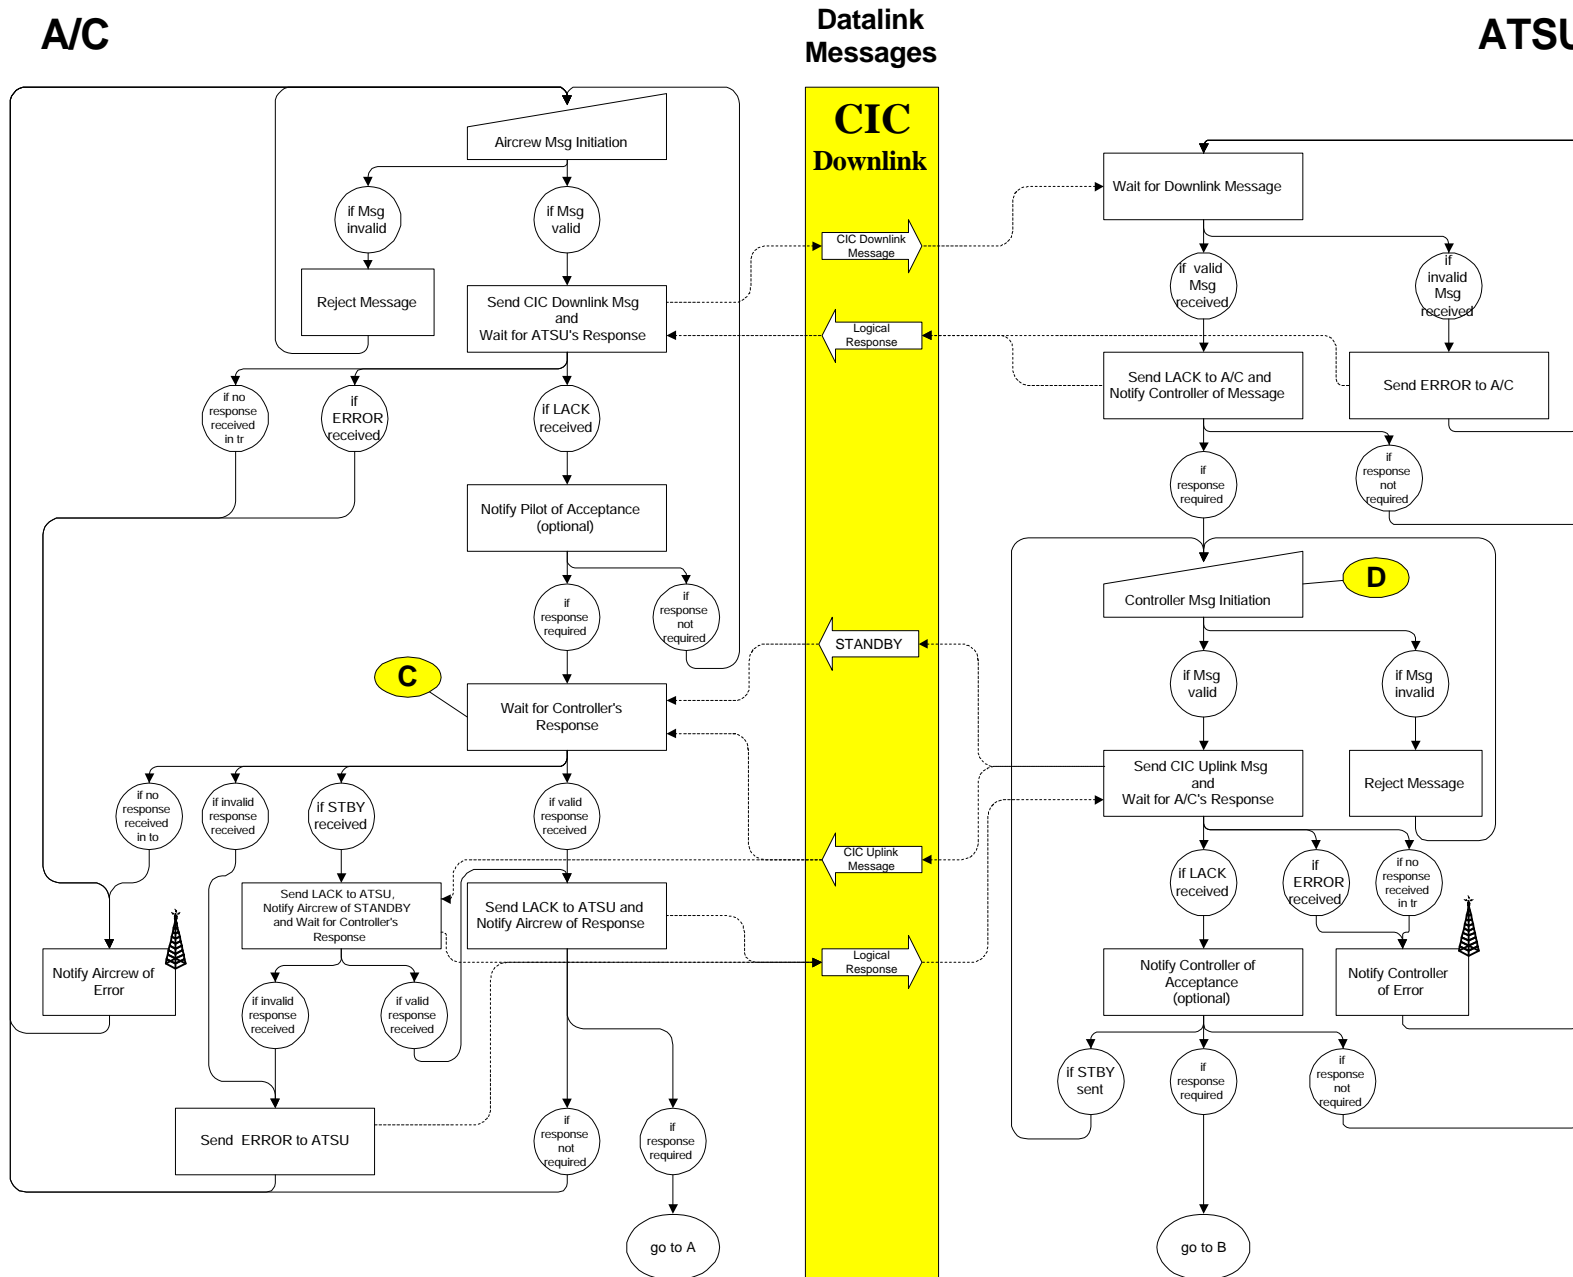 A/C
Datalink
Messages
ATSU
CIC
Downlink
Aircrew Msg Initiation
if Msg
invalid
if Msg
valid
Reject Message
Send CIC Downlink Msg
and
Wait for ATSU's Response
if no
response
received
in tr
if
ERROR
received
if LACK
received
Notify Pilot of Acceptance
(optional)
if
response
required
if
response
not
required
C
Wait for Controller's
Response
if no
response
received
in to
if invalid
response
received
if STBY
received
if valid
response
received
Send LACK to ATSU,
Notify Aircrew of STANDBY
and Wait for Controller's
Response
Send LACK to ATSU and
Notify Aircrew of Response
Notify Aircrew of
Error
if invalid
response
received
if valid
response
received
Send ERROR to ATSU
if
response
not
required
if
response
required
go to A
CIC Downlink
Message
Logical
Response
STANDBY
CIC Uplink
Message
Logical
Response
Wait for Downlink Message
if valid
Msg
received
if
invalid
Msg
received
Send LACK to A/C and
Notify Controller of Message
Send ERROR to A/C
if
response
required
if
response
not
required
Controller Msg Initiation
D
if Msg
valid
if Msg
invalid
Send CIC Uplink Msg
and
Wait for A/C's Response
Reject Message
if LACK
received
if
ERROR
received
if no
response
received
in tr
Notify Controller of
Acceptance
(optional)
Notify Controller
of Error
if STBY
sent
if
response
required
if
response
not
required
go to B